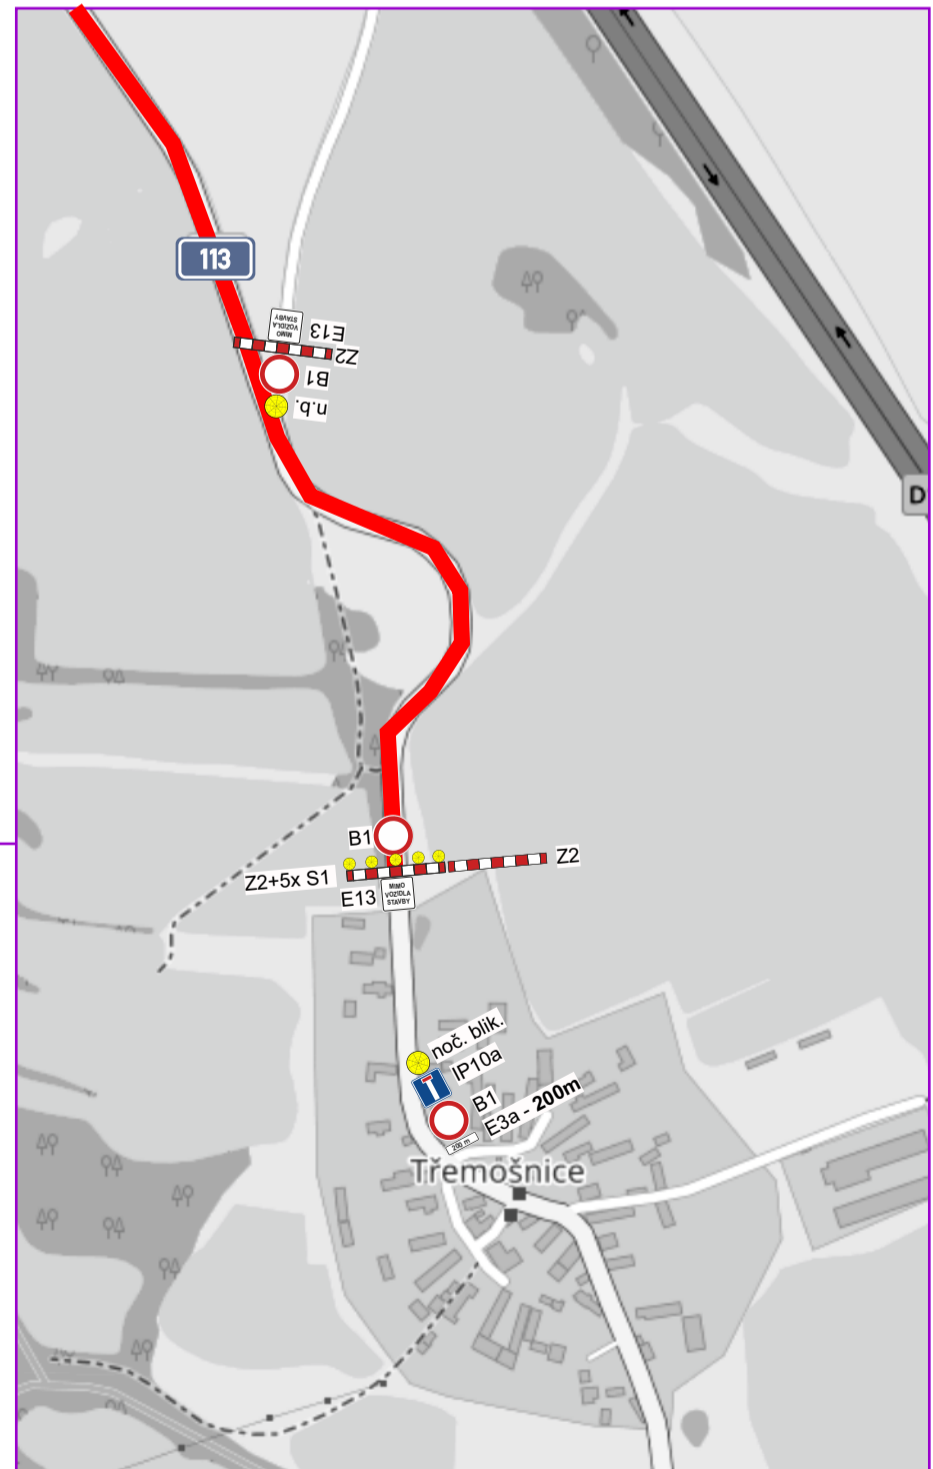 113
MIMO
VOZIDLA
STAVBY
E13
Z2
B1
n.b.
D
B1
Z2
Z2+5x S1
E13
MIMO
VOZIDLA
STAVBY
noč. blik.
IP10a
B1
E3a - 200m
200 m
Třemošnice